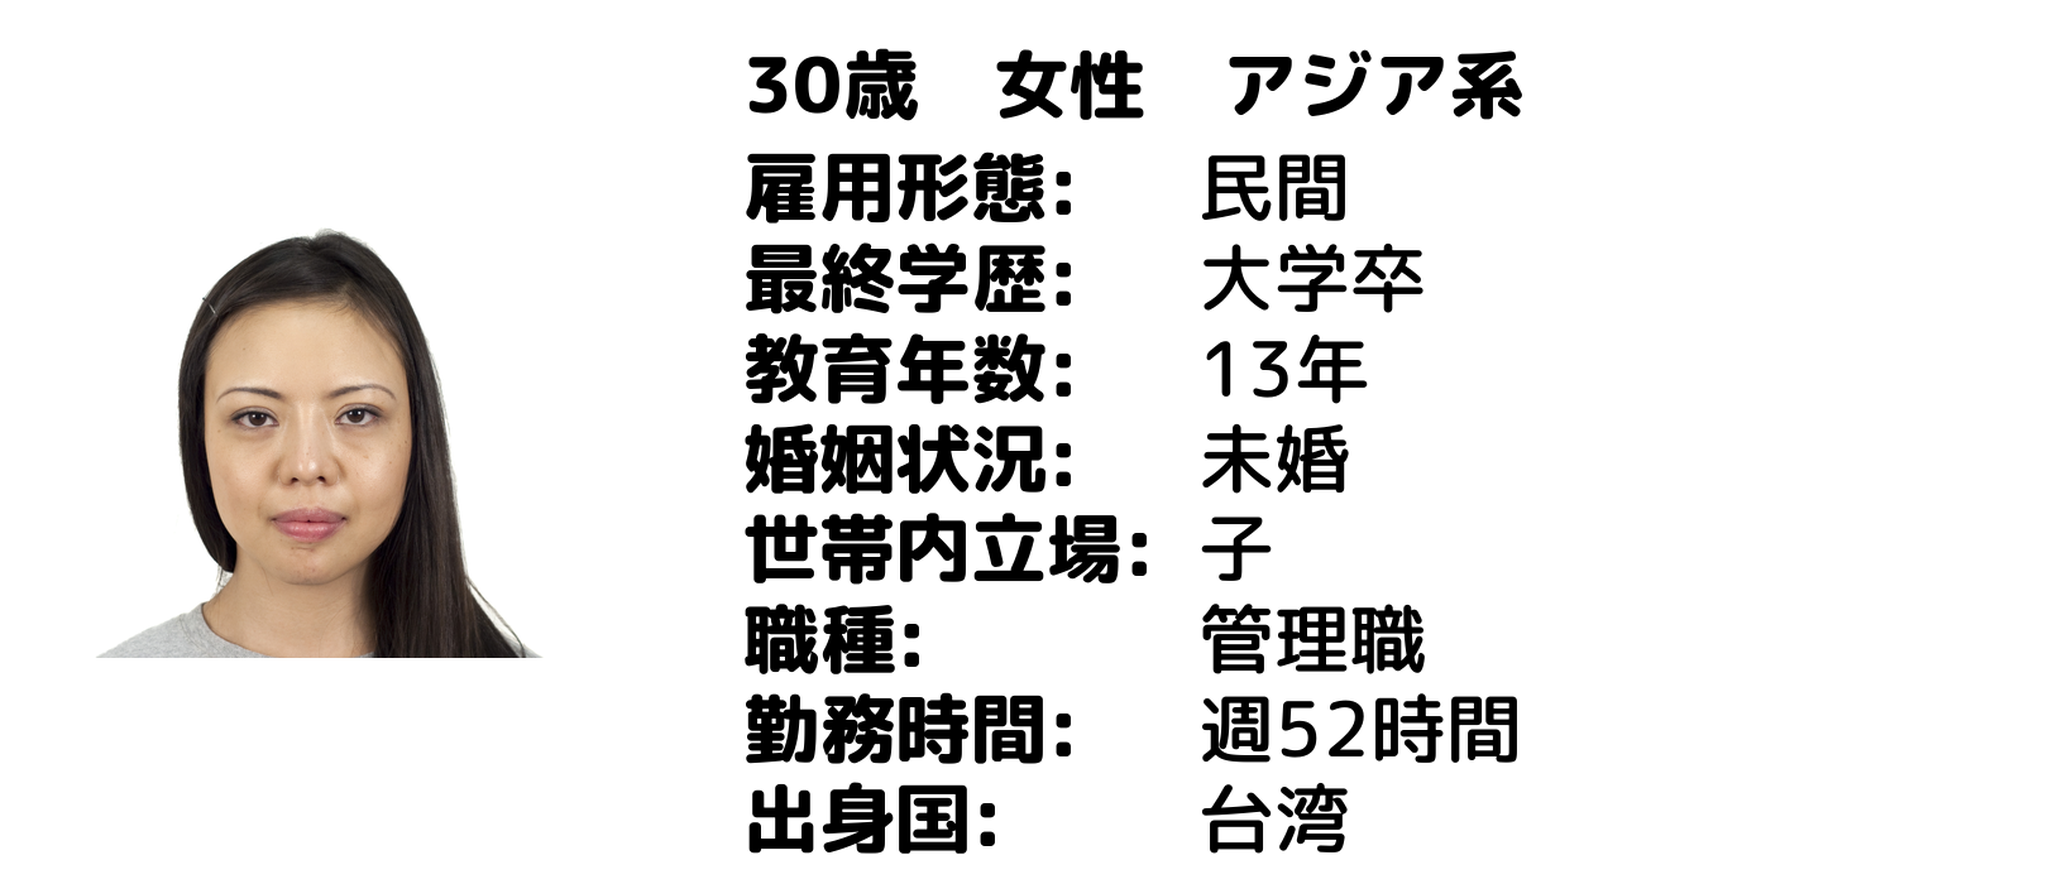 30歳　女性　アジア系
雇用形態: 民間
最終学歴: 大学卒
教育年数: 13年
婚姻状況: 未婚
世帯内立場: 子
職種: 管理職
勤務時間: 週52時間
出身国: 台湾